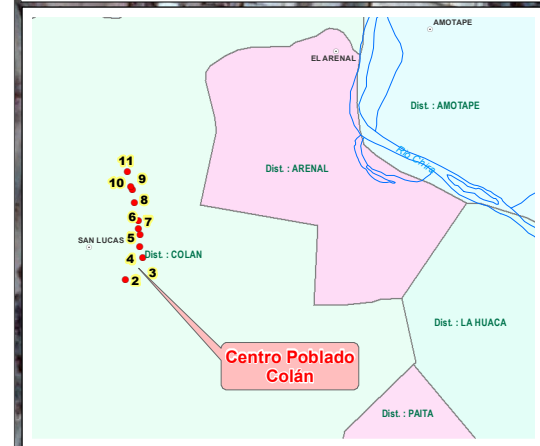 AMOTAPE
EL ARENAL
Dist. : AMOTAPE
Río Chira
Dist. : ARENAL
11
10
9
8
6
7
5
SAN LUCAS
Dist. : COLAN
4
3
2
Dist. : LA HUACA
Centro Poblado
Colán
Dist. : PAITA